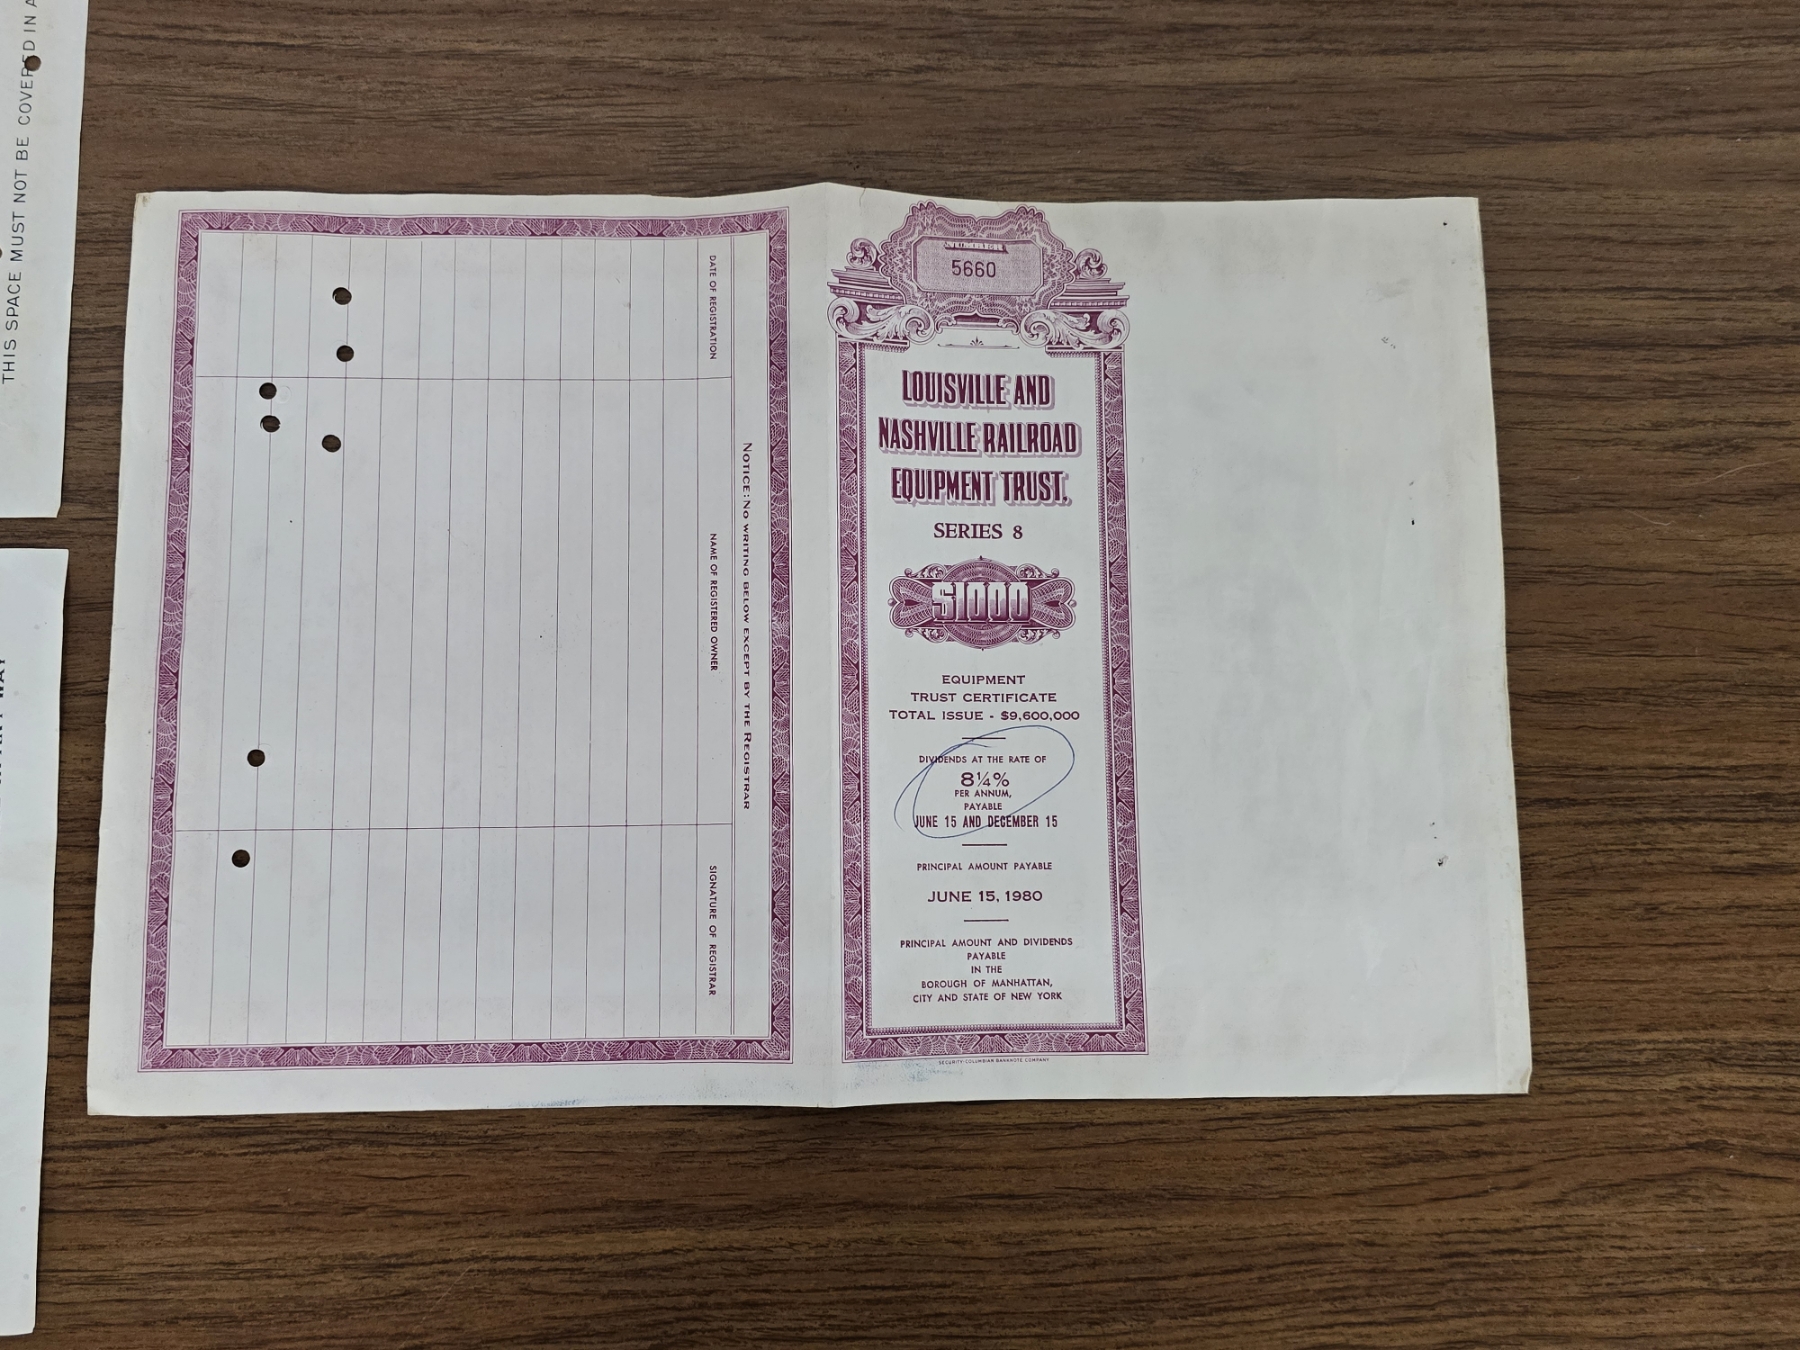 THIS SPACE MUST NOT BE COVERED IN A
DATE OF REGISTRATION
NAME OF REGISTERED OWNER
SIGNATURE OF REGISTRAR
NOTICE: NO WRITING BELOW EXCEPT BY THE REGISTRAR
5660
LOUISVILLE AND
NASHVILLE RAILROAD
EQUIPMENT TRUST,
SERIES 8
$1000
EQUIPMENT
TRUST CERTIFICATE
TOTAL ISSUE - $9,600,000
DIVIDENDS AT THE RATE OF
8¼%
PER ANNUM,
PAYABLE
JUNE 15 AND DECEMBER 15
PRINCIPAL AMOUNT PAYABLE
JUNE 15, 1980
PRINCIPAL AMOUNT AND DIVIDENDS
PAYABLE
IN THE
BOROUGH OF MANHATTAN,
CITY AND STATE OF NEW YORK
SECURITY-COLUMBIAN BANKNOTE COMPANY